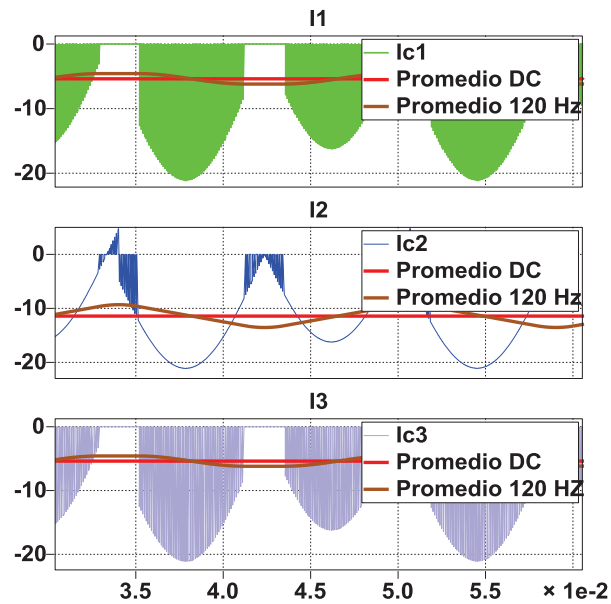 I1
0
-10
-20
Ic1
Promedio DC
Promedio 120 Hz
I2
0
-10
-20
Ic2
Promedio DC
Promedio 120 Hz
I3
0
-10
-20
Ic3
Promedio DC
Promedio 120 HZ
3.5 4.0 4.5 5.0 5.5 × 1e-2